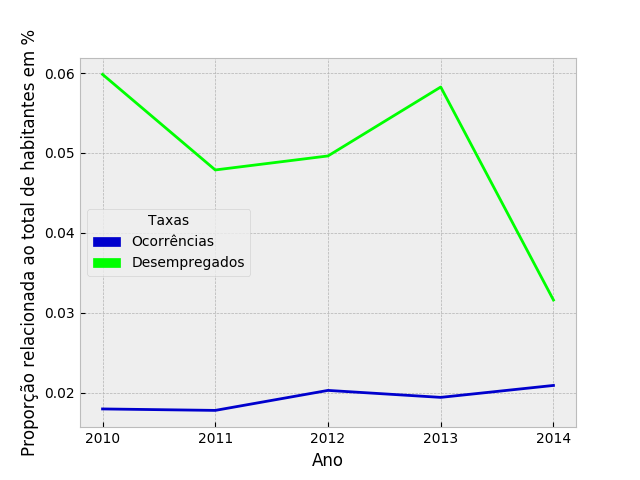 Proporção relacionada ao total de habitantes em %
0.06
0.05
0.04
0.03
0.02
Taxas
Ocorrências
Desempregados
2010 2011 2012 2013 2014
Ano